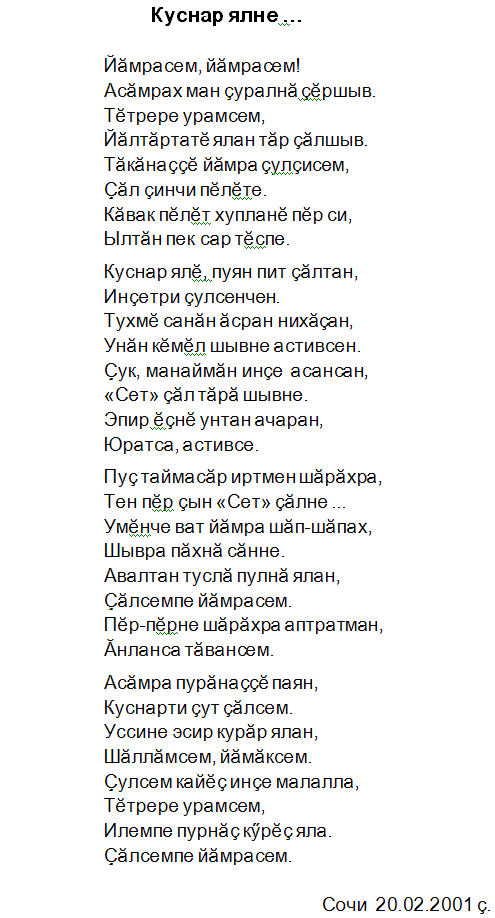 Куснар ялне ...
Йӑмрасем, йӑмрасем!
Асӑмрах ман ҫуралнӑ ҫӗршыв.
Тӗтрере урамсем,
Йӑлтӑртатӗ ялан тӑр ҫӑлшыв.
Тӑкӑнаҫҫӗ йӑмра ҫулҫисем,
Ҫӑл ҫинчи пӗлӗте.
Кӑвак пӗлӗт хупланӗ пӗр си,
Ылтӑн пек сар тӗспе.
Куснар ялӗ, пуян пит ҫӑлтан,
Инҫетри ҫулсенчен.
Тухмӗ санӑн ӑсран нихӑҫан,
Унӑн кӗмӗл шывне астивсен.
Ҫук, манаймӑн инҫе асансан,
«Сет» ҫӑл тӑрӑ шывне.
Эпир ӗҫнӗ унтан ачаран,
Юратса, астивсе.
Пуҫ таймасӑр иртмен шӑрӑхра,
Тен пӗр ҫын «Сет» ҫӑлне ...
Умӗнче ват йӑмра шӑп-шӑпах,
Шывра пӑхнӑ сӑнне.
Авалтан туслӑ пулнӑ ялан,
Ҫӑлсемпе йӑмрасем.
Пӗр-пӗрне шӑрӑхра аптратман,
Ӑнланса тӑвансем.
Асӑмра пурӑнаҫҫӗ паян,
Куснарти ҫут ҫӑлсем.
Уссине эсир курӑр ялан,
Шӑллӑмсем, йӑмӑксем.
Ҫулсем кайӗҫ инҫе малалла,
Тӗтрере урамсем,
Илемпе пурнӑҫ кӳрӗҫ яла.
Ҫӑлсемпе йӑмрасем.
Сочи 20.02.2001 ҫ.